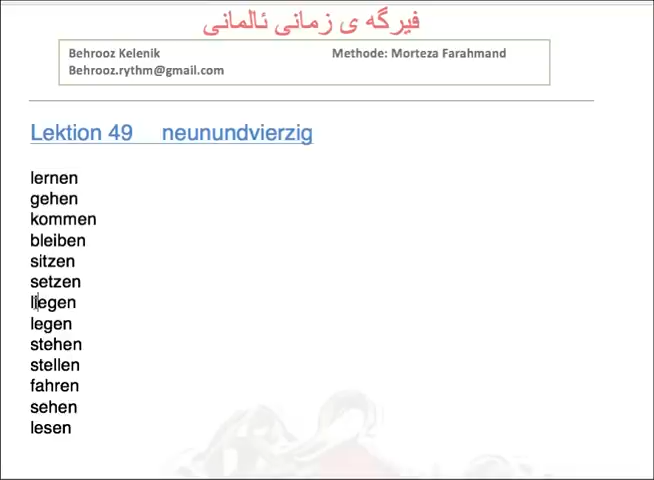 فیرگه ی زمانی ئالمانی
Behrooz Kelenik Methode: Morteza Farahmand
Behrooz.rythm@gmail.com
Lektion 49 neunundvierzig
lernen
gehen
kommen
bleiben
sitzen
setzen
liegen
legen
stehen
stellen
fahren
sehen
lesen